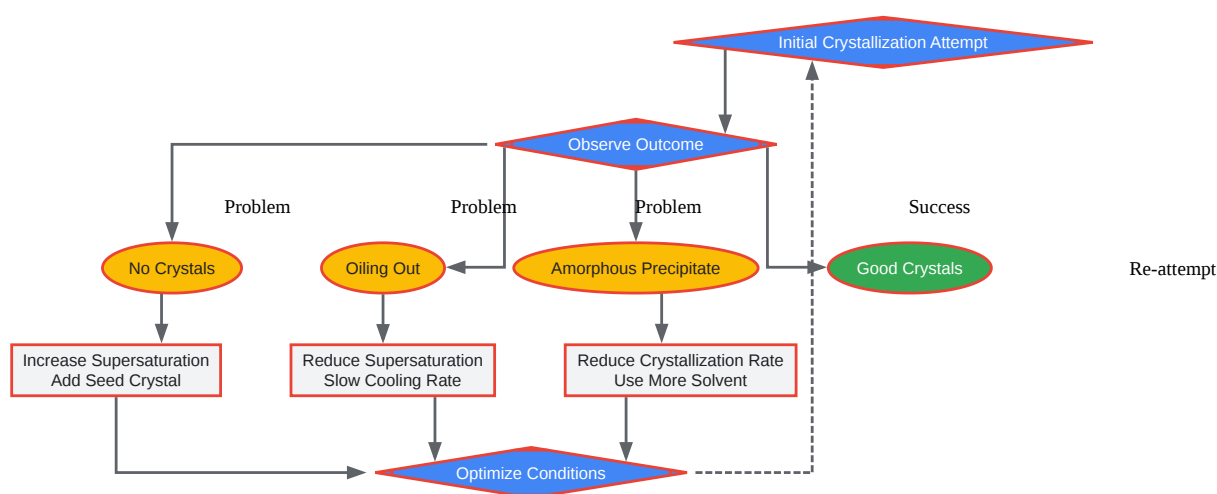 Initial Crystallization Attempt
Observe Outcome
Problem
Problem
Problem
Success
No Crystals
Oiling Out
Amorphous Precipitate
Good Crystals
Re-attempt
Increase Supersaturation
Add Seed Crystal
Reduce Supersaturation
Slow Cooling Rate
Reduce Crystallization Rate
Use More Solvent
Optimize Conditions